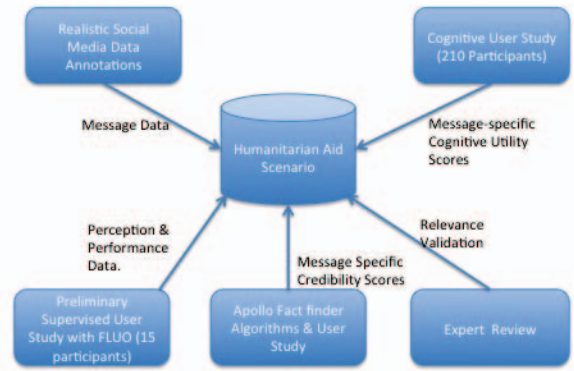 Realistic Social
Media Data
Annotations
Cognitive User Study
(210 Participants)
Message Data
Humanitarian Aid
Scenario
Message-specific
Cognitive Utility
Scores
Perception &
Performance
Data.
Message Specific
Credibility Scores
Relevance
Validation
Preliminary
Supervised User
Study with FLUO (15
participants)
Apollo Fact finder
Algorithms & User
Study
Expert Review